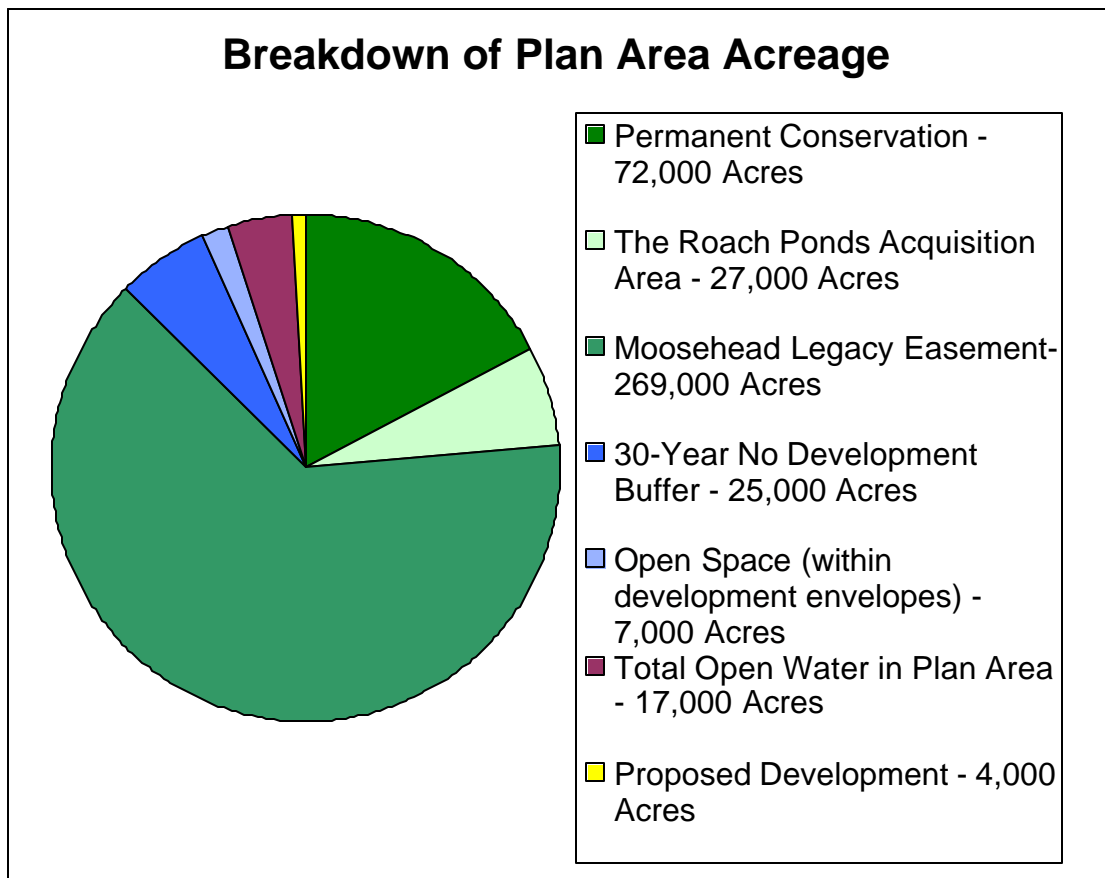 Breakdown of Plan Area Acreage
Permanent Conservation -
72,000 Acres
The Roach Ponds Acquisition
Area - 27,000 Acres
Moosehead Legacy Easement-
269,000 Acres
30-Year No Development
Buffer - 25,000 Acres
Open Space (within
development envelopes) -
7,000 Acres
Total Open Water in Plan Area
- 17,000 Acres
Proposed Development - 4,000
Acres